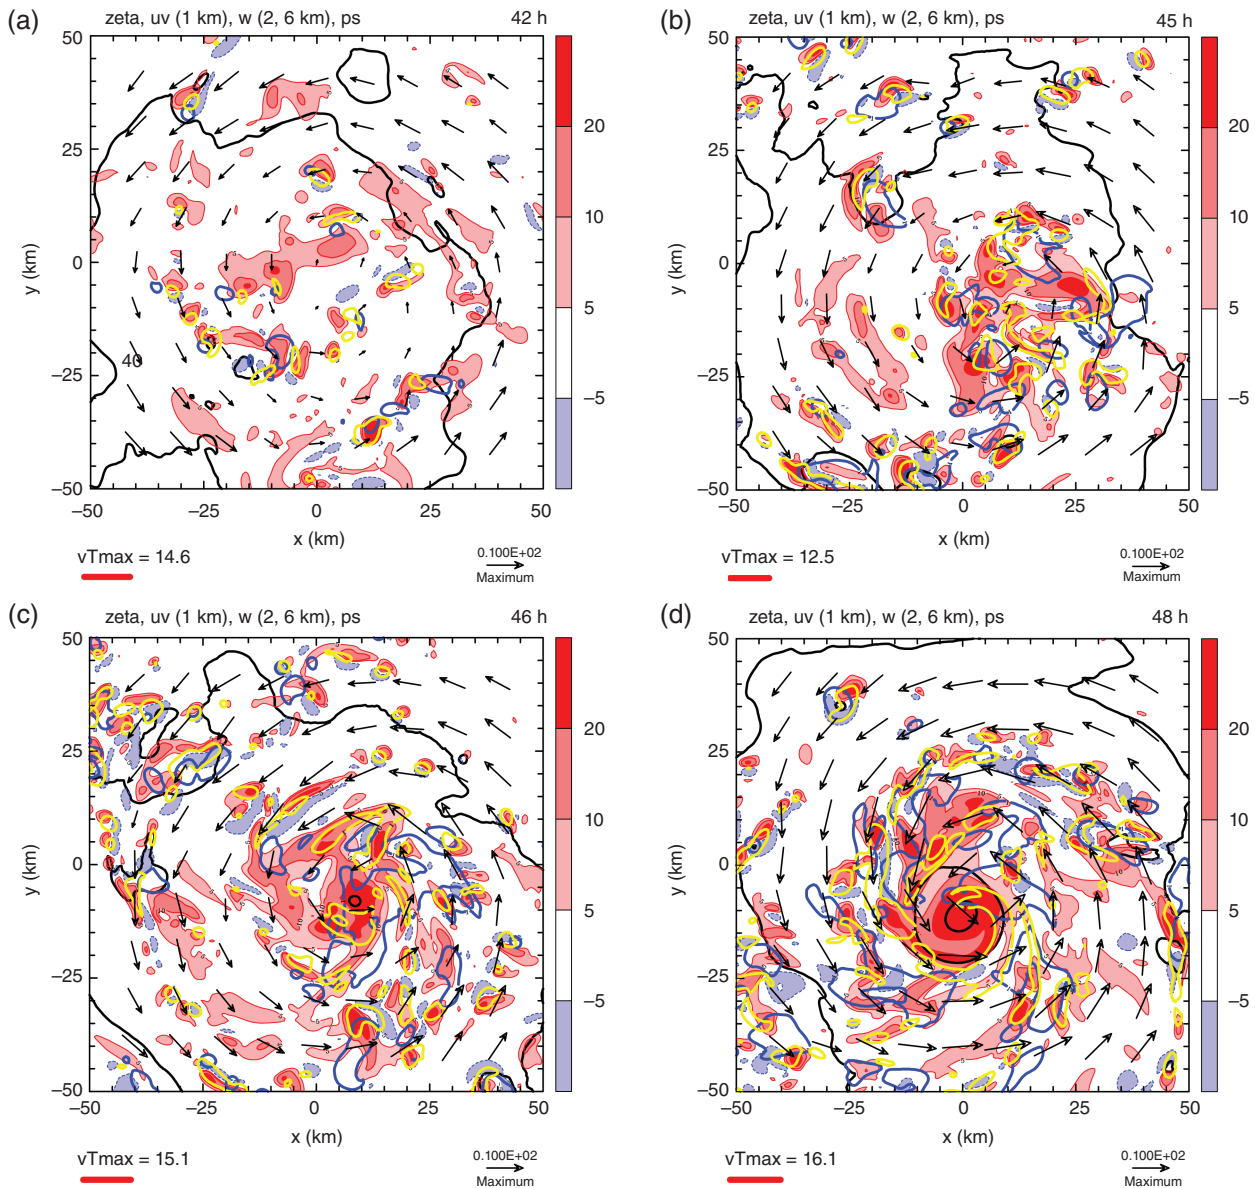 (a)
zeta, uv (1 km), w (2, 6 km), ps 42 h
50
25
0
−25
−50
y (km)
−50 −25 0 25 50
x (km)
40
20
10
5
−5
vTmax = 14.6
0.100E+02
Maximum
(b)
zeta, uv (1 km), w (2, 6 km), ps 45 h
50
25
0
−25
−50
y (km)
−50 −25 0 25 50
x (km)
20
10
5
−5
vTmax = 12.5
0.100E+02
Maximum
(c)
zeta, uv (1 km), w (2, 6 km), ps 46 h
50
25
0
−25
−50
y (km)
−50 −25 0 25 50
x (km)
20
10
5
−5
vTmax = 15.1
0.100E+02
Maximum
(d)
zeta, uv (1 km), w (2, 6 km), ps 48 h
50
25
0
−25
−50
y (km)
−50 −25 0 25 50
x (km)
20
10
5
−5
vTmax = 16.1
0.100E+02
Maximum